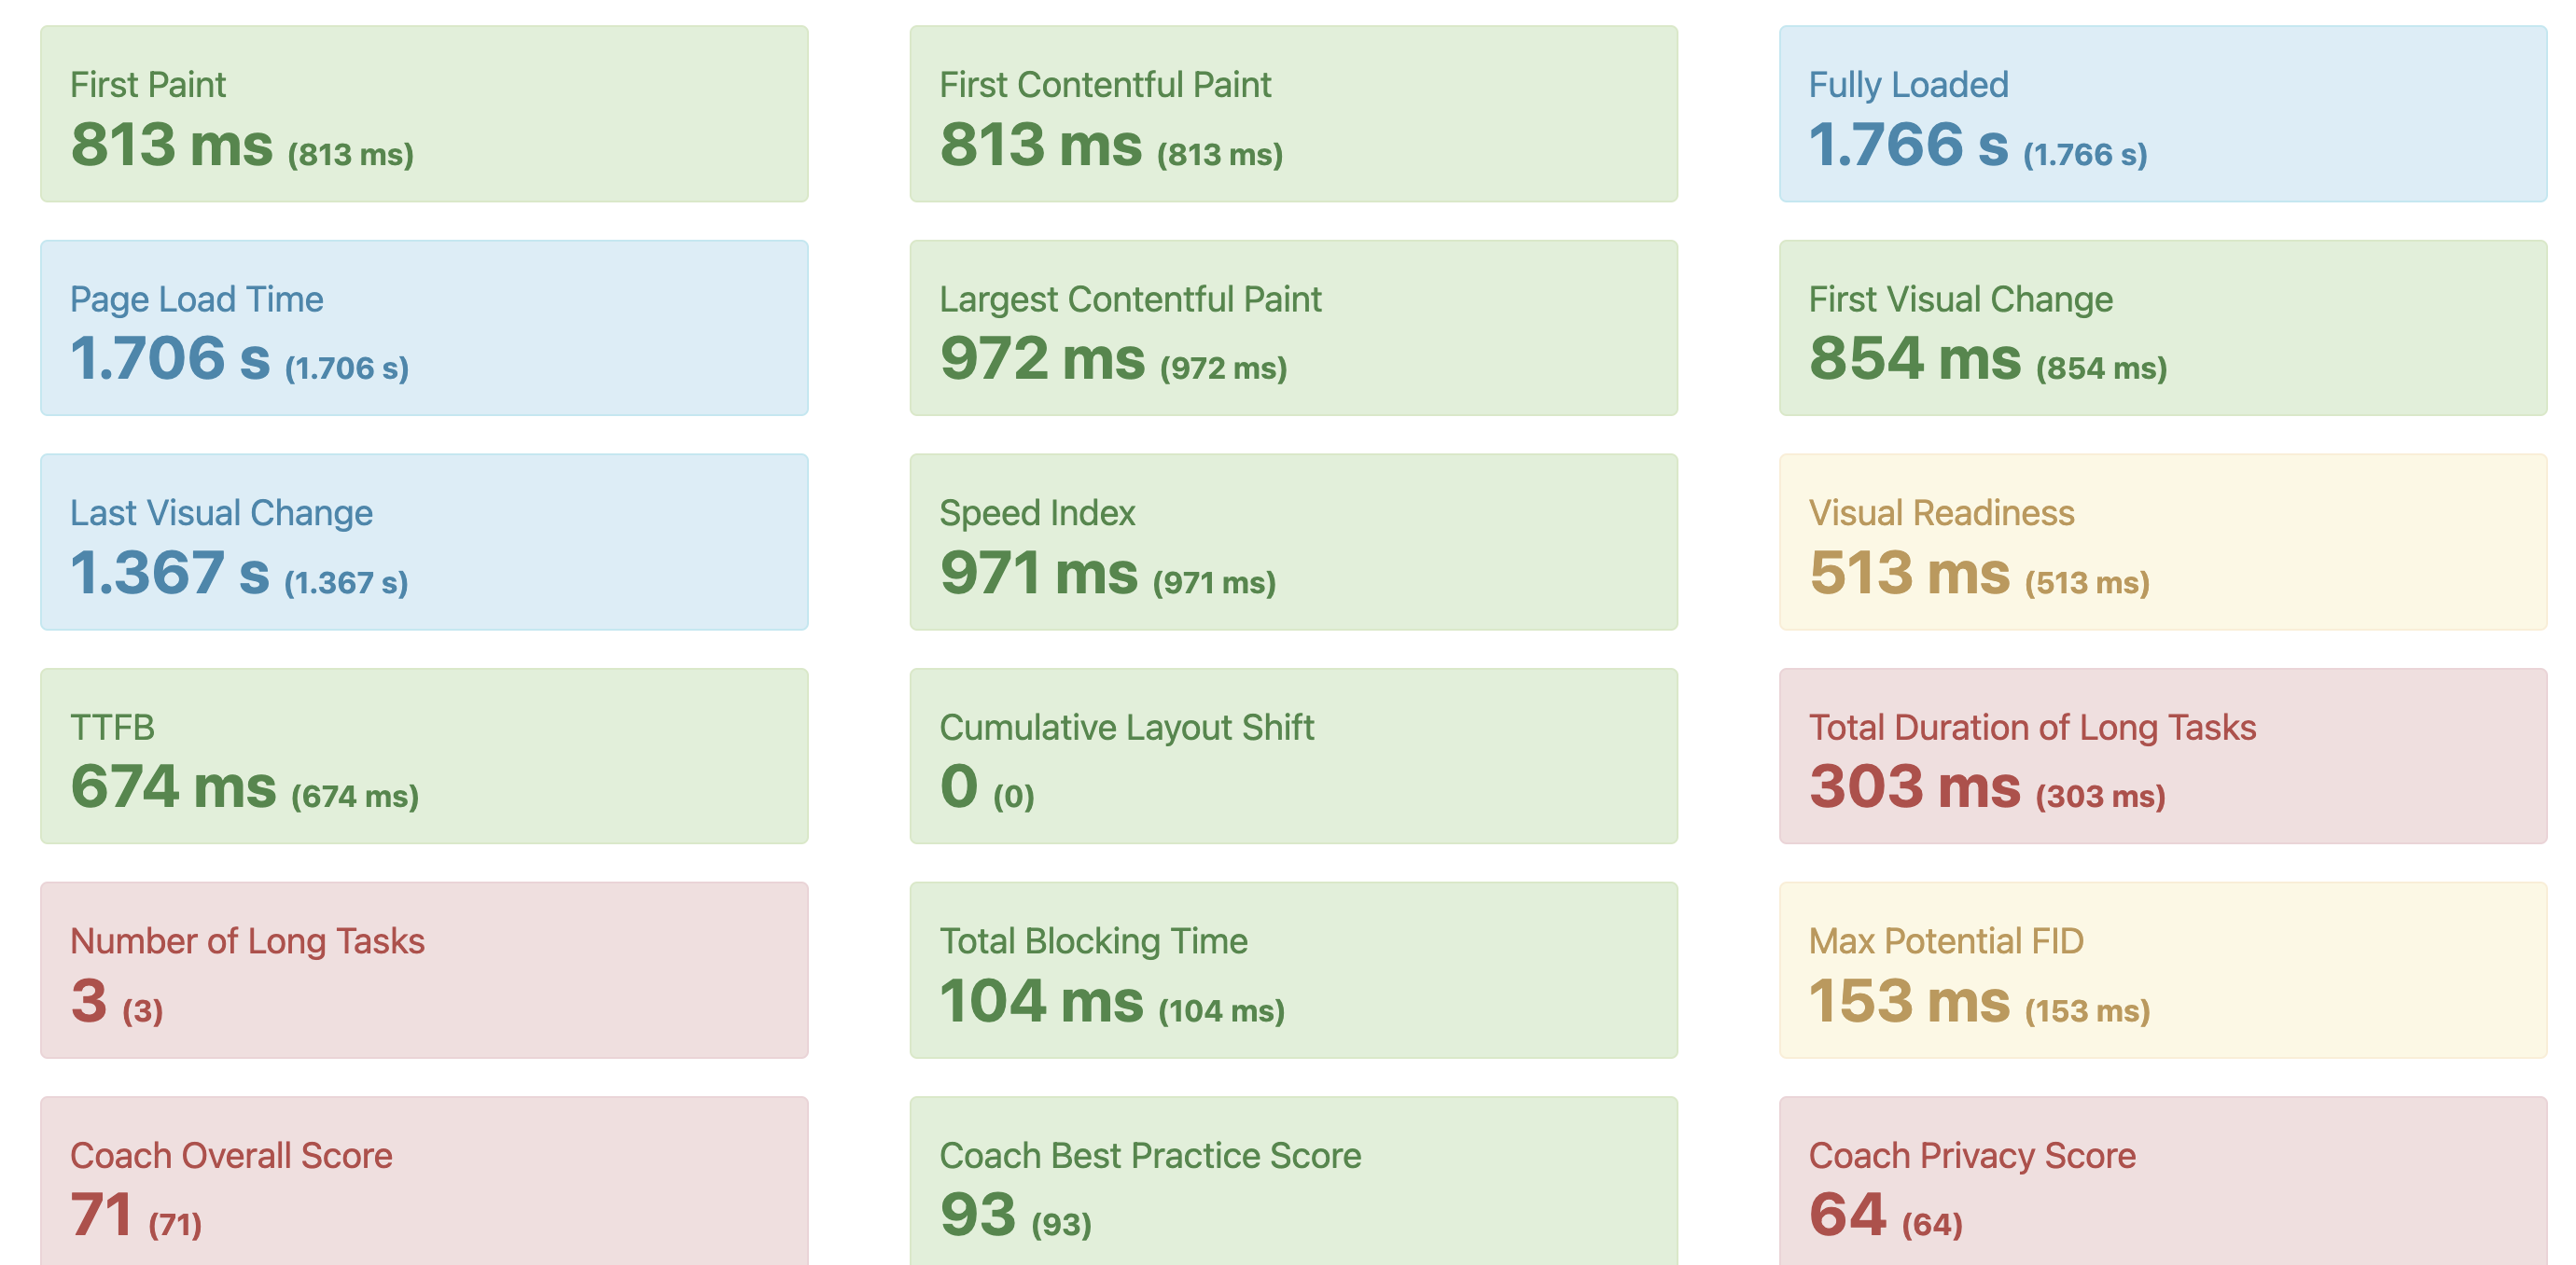 First Paint
813 ms (813 ms)
First Contentful Paint
813 ms (813 ms)
Fully Loaded
1.766 s (1.766 s)
Page Load Time
1.706 s (1.706 s)
Largest Contentful Paint
972 ms (972 ms)
First Visual Change
854 ms (854 ms)
Last Visual Change
1.367 s (1.367 s)
Speed Index
971 ms (971 ms)
Visual Readiness
513 ms (513 ms)
TTFB
674 ms (674 ms)
Cumulative Layout Shift
0 (0)
Total Duration of Long Tasks
303 ms (303 ms)
Number of Long Tasks
3 (3)
Total Blocking Time
104 ms (104 ms)
Max Potential FID
153 ms (153 ms)
Coach Overall Score
71 (71)
Coach Best Practice Score
93 (93)
Coach Privacy Score
64 (64)